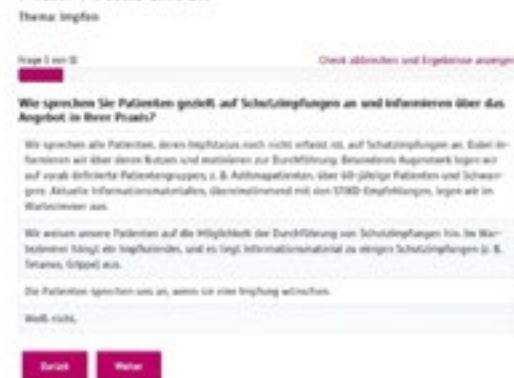 Thema: Impfen
Frage 1 von
Check abbrechen und Ergebnisse anzeigen
Wie sprechen Sie Patienten gezielt auf Schutzimpfungen an und informieren über das
Angebot in Ihrer Praxis?
Wir sprechen alle Patienten, deren Impfstatus noch nicht erfasst ist, auf Schutzimpfungen an. Dabei in-
formieren wir über deren Nutzen und motivieren zur Durchführung. Besonderes Augenmerk legen wir
auf vorab definierte Patientengruppen, z. B. Asthmapatienten, über 60-jährige Patienten und Schwan-
gere. Aktuelle Informationsmaterialien, übereinstimmend mit den STIKO-Empfehlungen, legen wir im
Wartezimmer aus.
Wir weisen unsere Patienten auf die Möglichkeit der Durchführung von Schutzimpfungen hin. Im War-
tezimmer hängt ein Impfkalender, und es liegt Informationsmaterial zu einigen Schutzimpfungen (z. B.
Tetanus, Grippe) aus.
Die Patienten sprechen uns an, wenn sie eine Impfung wünschen.
Weiß nicht.
Zurück
Weiter